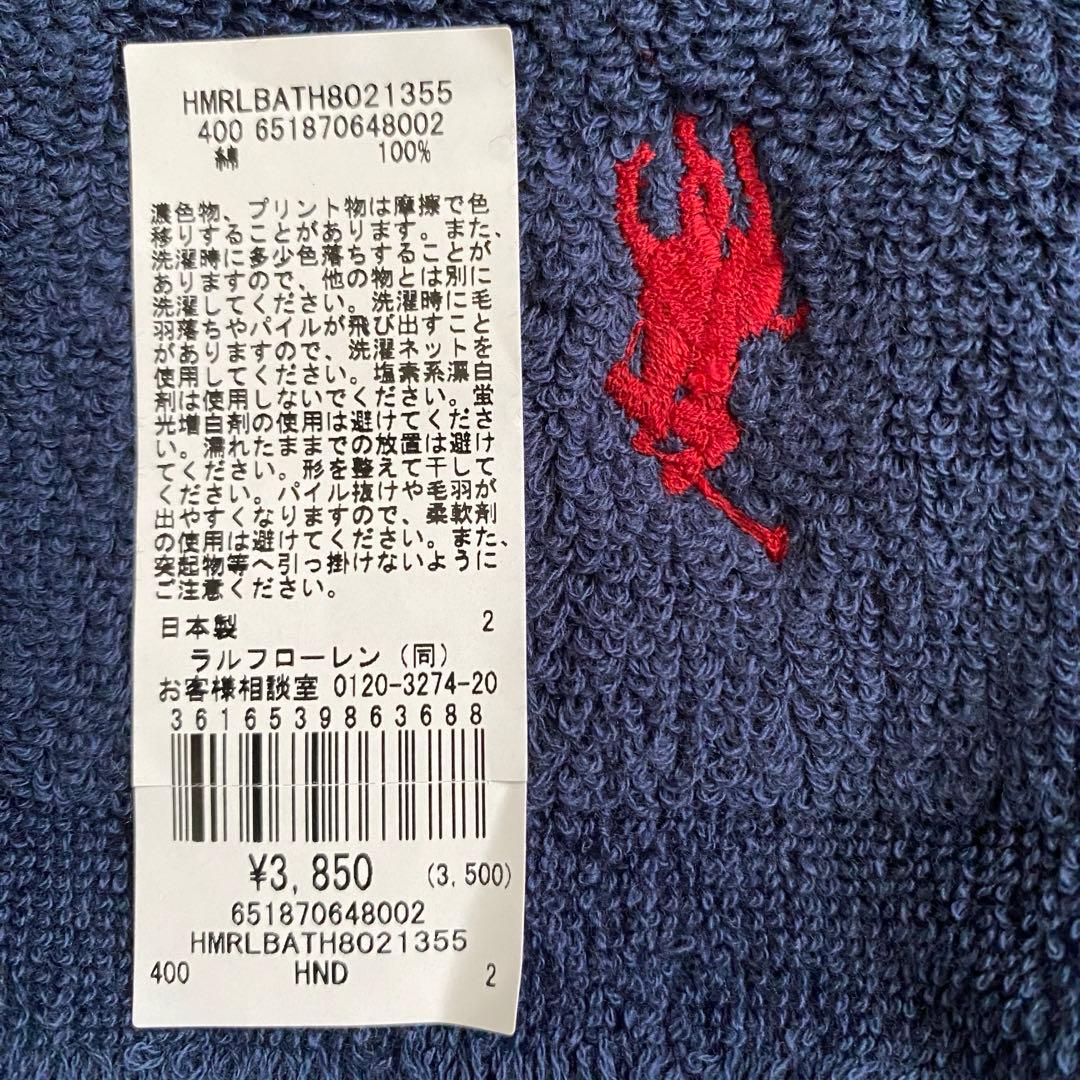 HMRLBATH8021355
400 651870648002
綿 100%
濃色物、プリント物は摩擦で色
移りすることがあります。また、
洗濯時に多少色落ちすることが
ありますので、他の物とは別に
洗濯してください。洗濯時に毛
羽落ちやパイルが飛び出すこと
がありますので、洗濯ネットを
使用してください。塩素系漂白
剤は使用しないでください。蛍
光増白剤の使用は避けてくださ
い。濡れたままでの放置は避け
てください。形を整えて干して
ください。パイル抜けや毛羽が
出やすくなりますので、柔軟剤
の使用は避けてください。また、
突起物等へ引っ掛けないように
ご注意ください。
日本製 2
ラルフローレン（同）
お客様相談室 0120-3274-20
3616539863688
¥3,850 (3,500)
651870648002
HMRLBATH8021355
400 HND 2